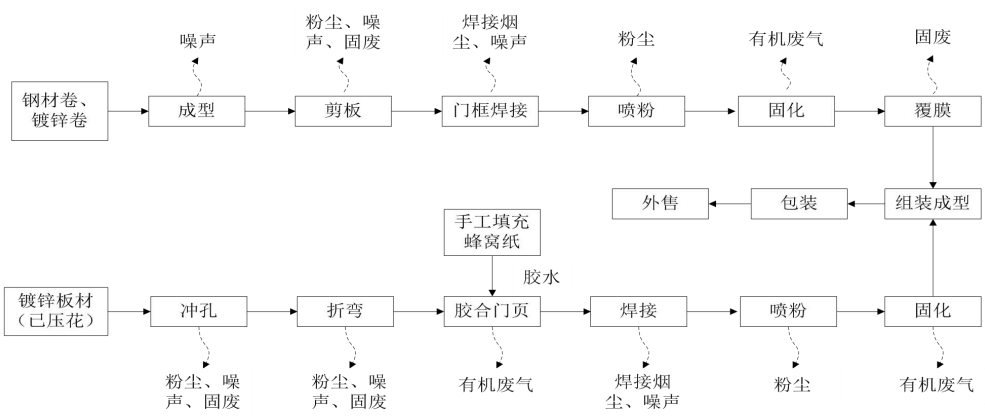 噪声
粉尘、噪
声、固废
焊接烟
尘、噪声
粉尘
有机废气
固废
钢材卷、
镀锌卷
成型
剪板
门框焊接
喷粉
固化
覆膜
外售
包装
组装成型
手工填充
蜂窝纸
胶水
镀锌板材
（已压花）
冲孔
折弯
胶合门页
焊接
喷粉
固化
粉尘、噪
声、固废
粉尘、噪
声、固废
有机废气
焊接烟
尘、噪声
粉尘
有机废气